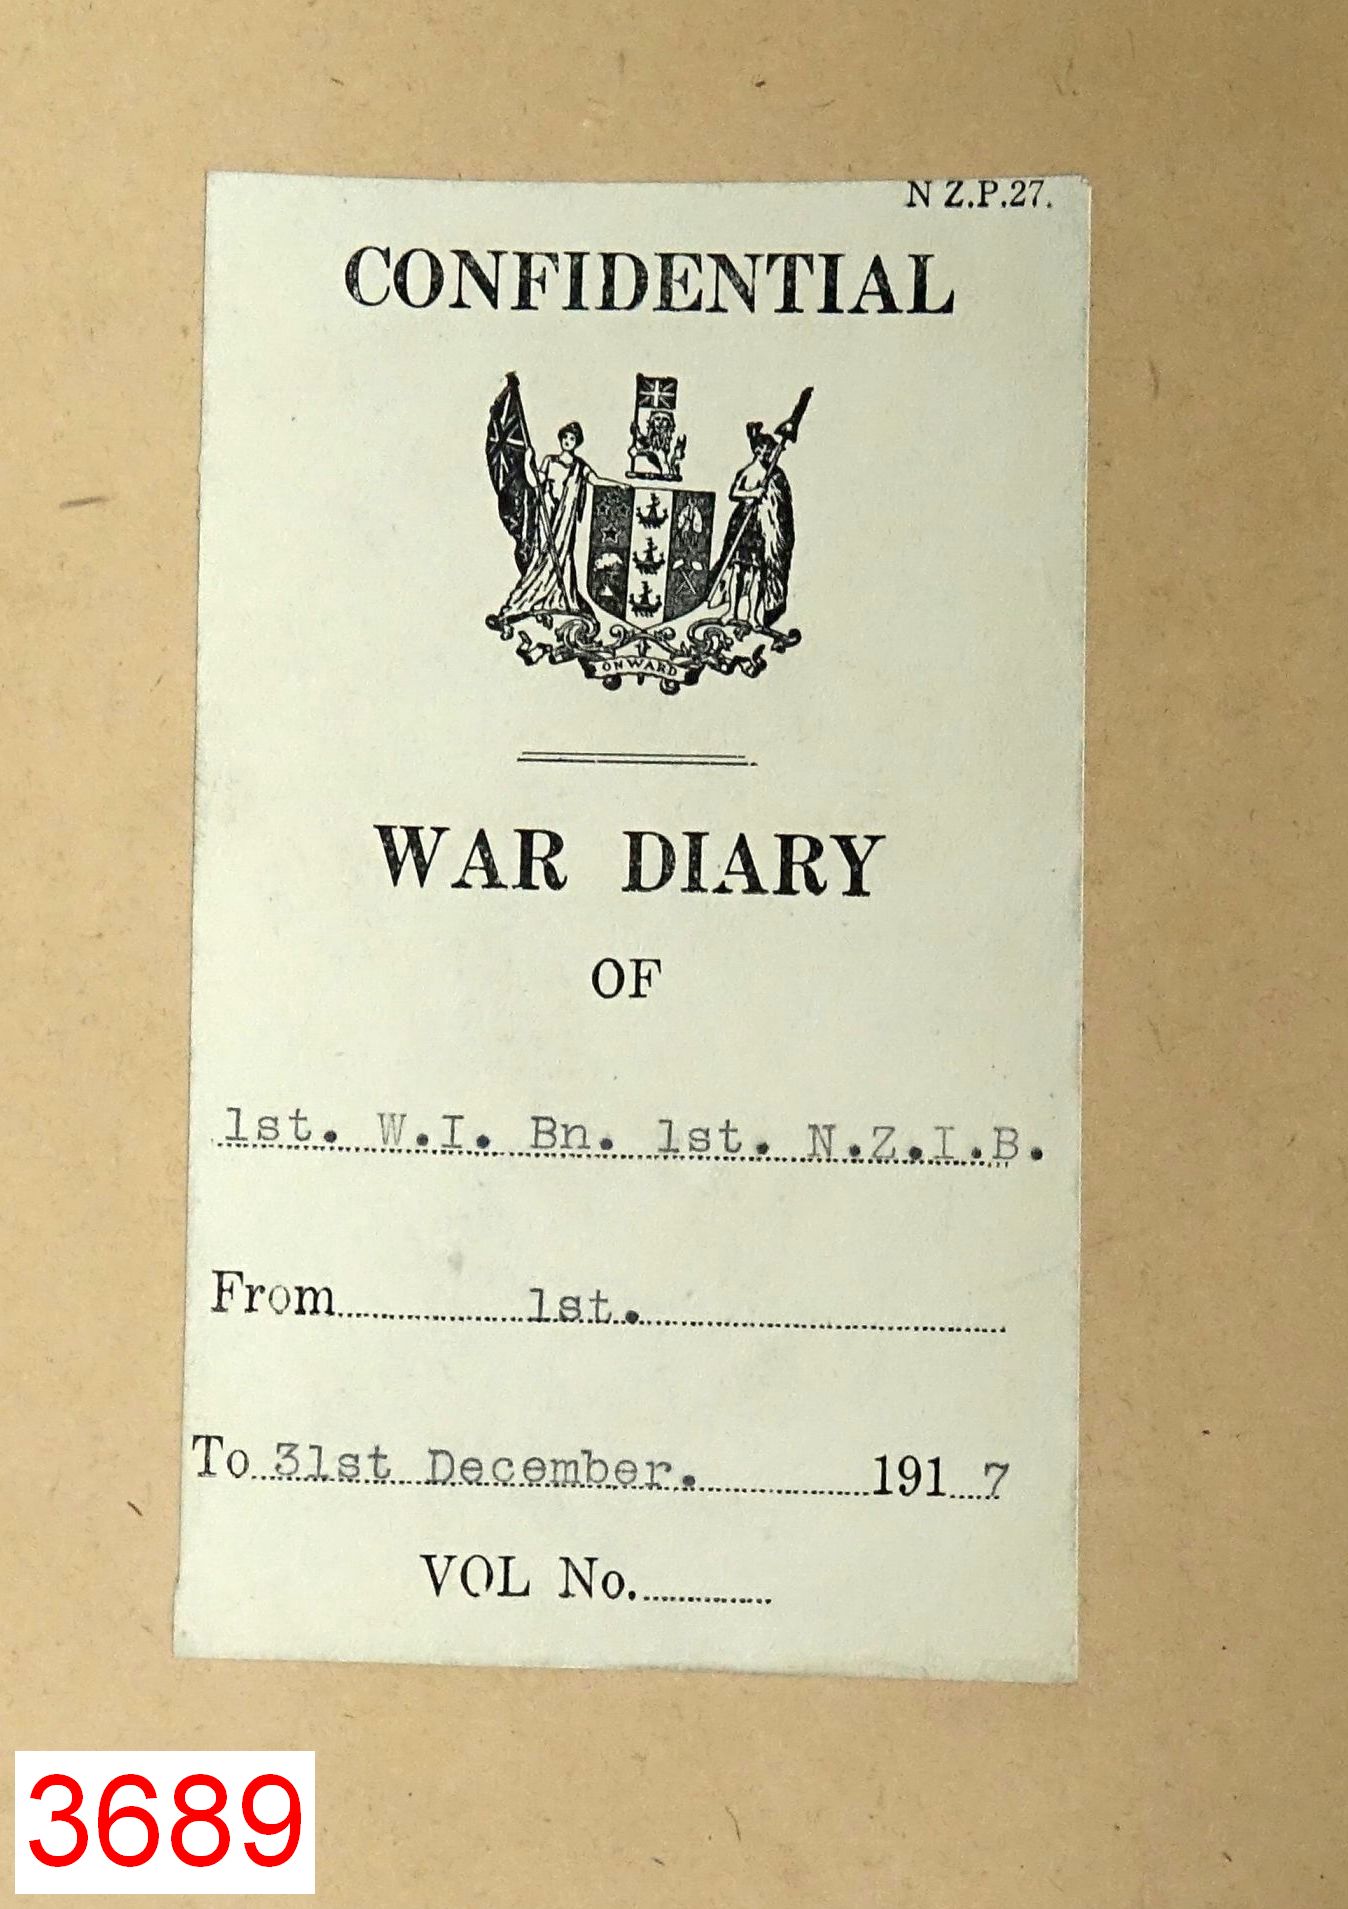 N Z.P.27.
CONFIDENTIAL
ONWARD
WAR DIARY
OF
1st. W.I. Bn. 1st. N.Z.I.B.
From 1st.
To 31st December. 191 7
VOL No.
3689